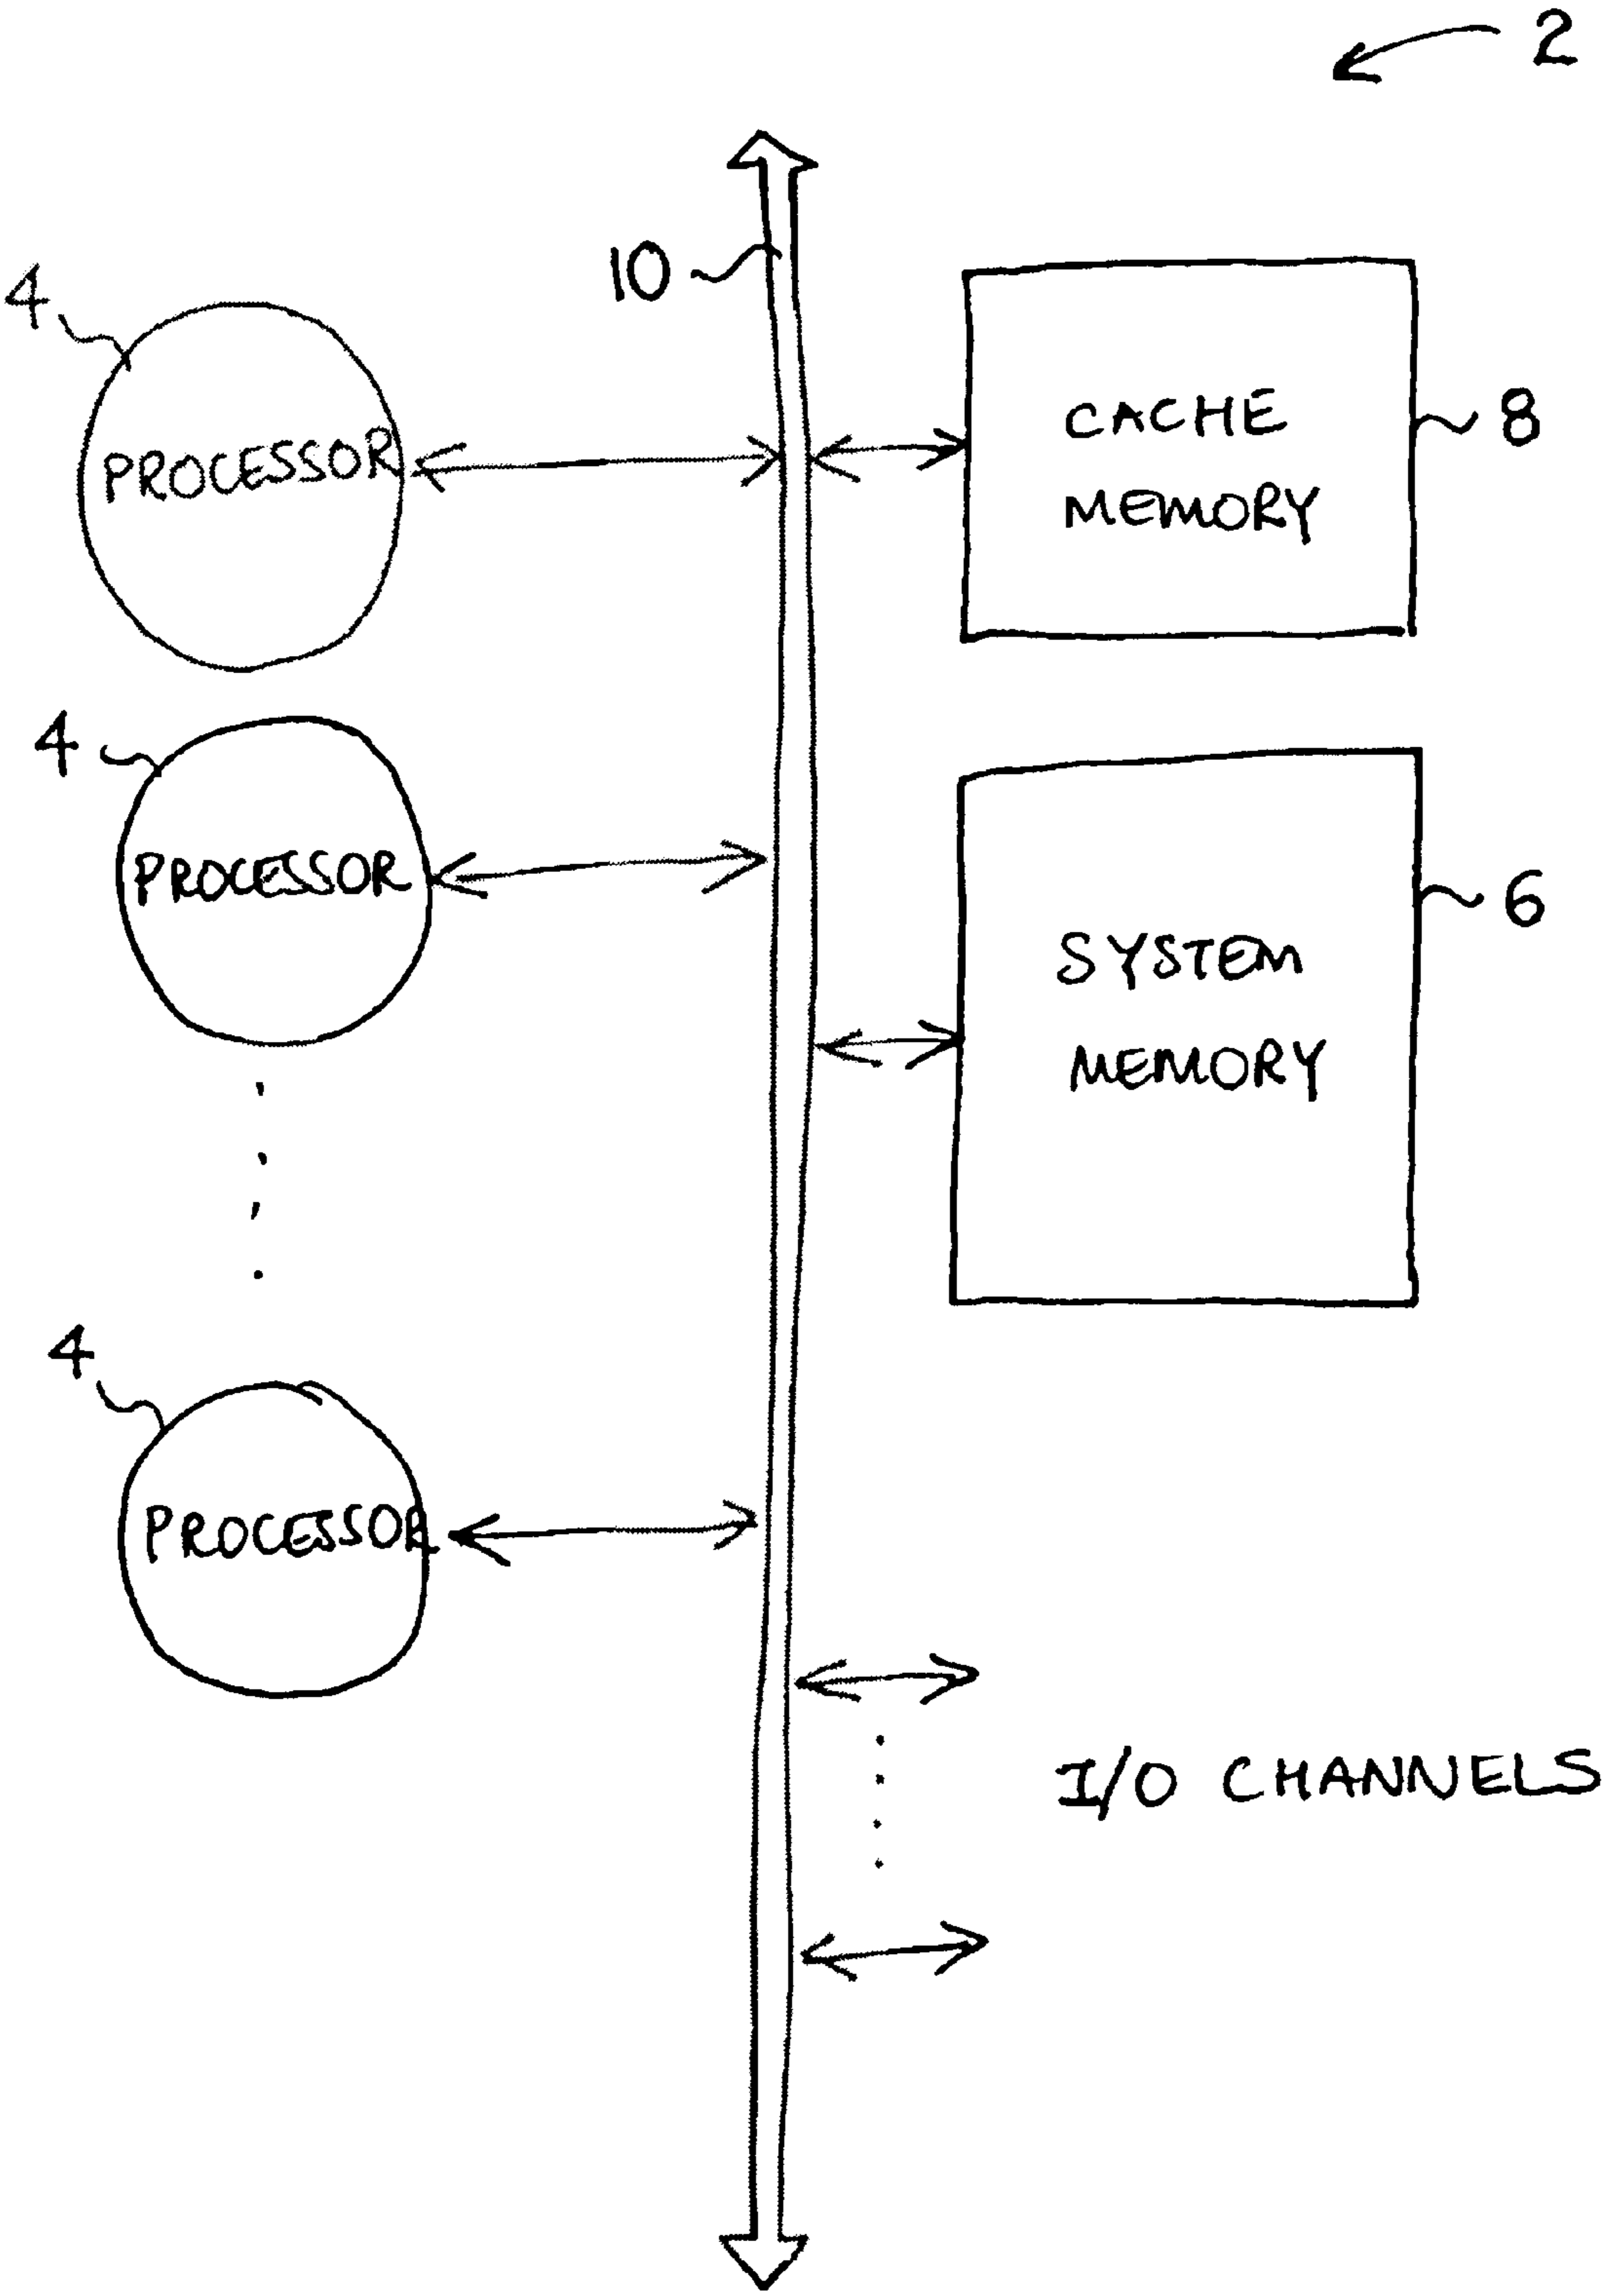 2
10
4
PROCESSOR
CACHE
MEMORY
8
4
PROCESSOR
6
SYSTEM
MEMORY
4
PROCESSOR
I/O CHANNELS